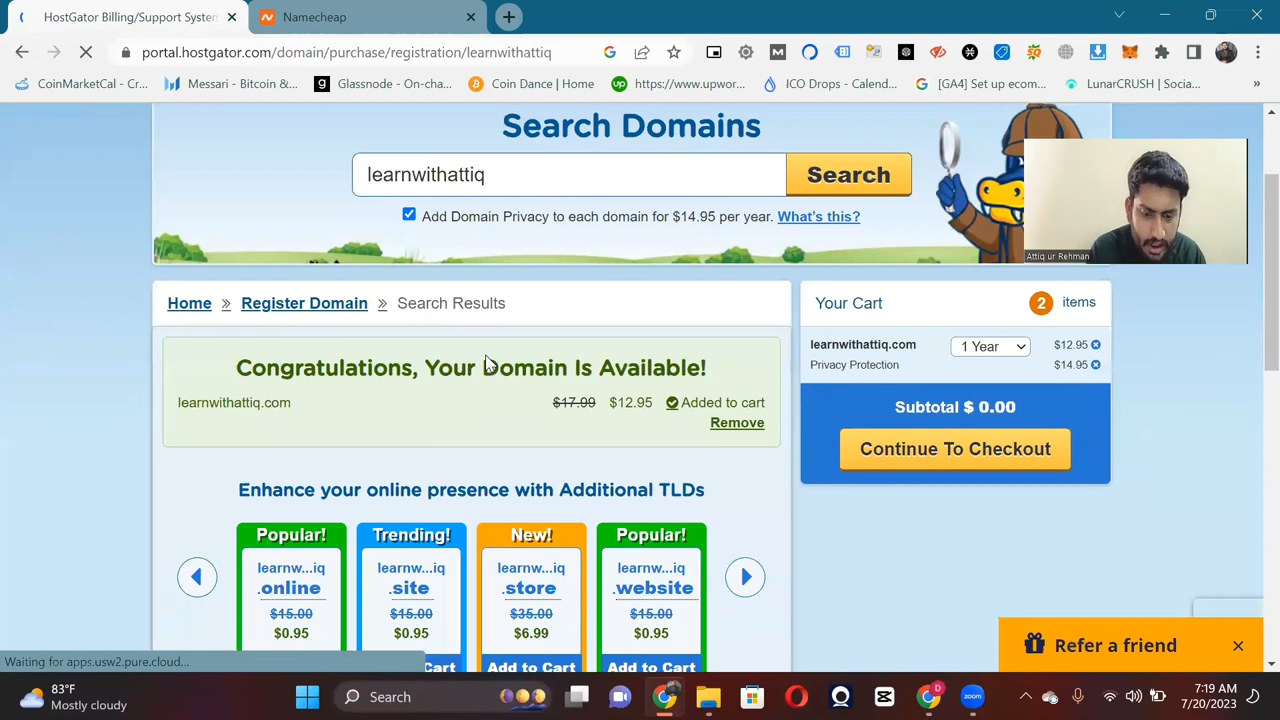 HostGator Billing/Support System
Namecheap
portal.hostgator.com/domain/purchase/registration/learnwithattiq
CoinMarketCal - Cr...
Messari - Bitcoin &...
Glassnode - On-cha...
Coin Dance | Home
https://www.upwor...
ICO Drops - Calend...
[GA4] Set up ecom...
LunarCRUSH | Socia...
»
Search Domains
learnwithattiq
Search
Add Domain Privacy to each domain for $14.95 per year. What's this?
Attiq ur Rehman
Home » Register Domain » Search Results
Congratulations, Your Domain Is Available!
learnwithattiq.com $17.99 $12.95 Added to cart
Remove
Your Cart 2 items
learnwithattiq.com 1 Year $12.95
Privacy Protection $14.95
Subtotal $ 0.00
Continue To Checkout
Enhance your online presence with Additional TLDs
Popular! Trending! New! Popular!
learnw...iq learnw...iq learnw...iq learnw...iq
.online .site .store .website
$15.00 $15.00 $35.00 $15.00
$0.95 $0.95 $6.99 $0.95
Cart Add to Cart Add to Cart
Refer a friend
Waiting for apps.usw2.pure.cloud...
83°F
Mostly cloudy
Search
D
zoom
7:19 AM
7/20/2023